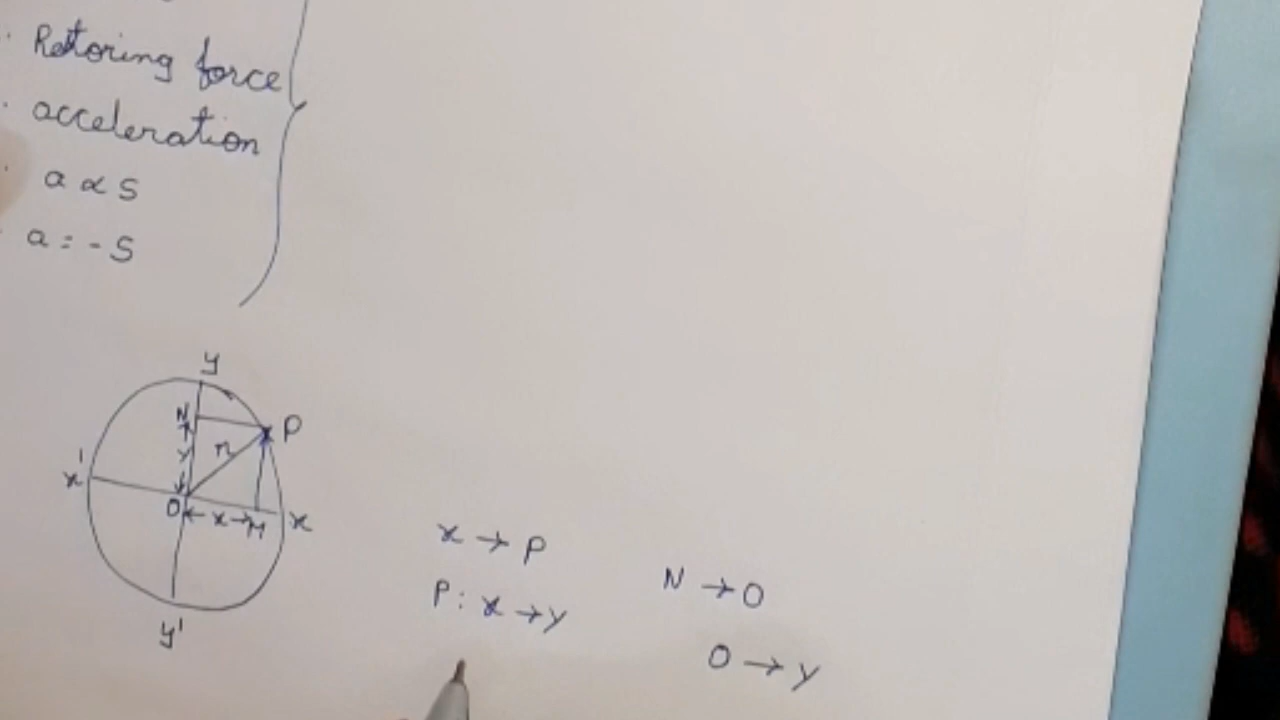 Restoring force
acceleration
a ∝ S
a = - S
y
N
P
y
r
x'
O
x
M
x
y'
x → P
P: x → y
N → O
O → y